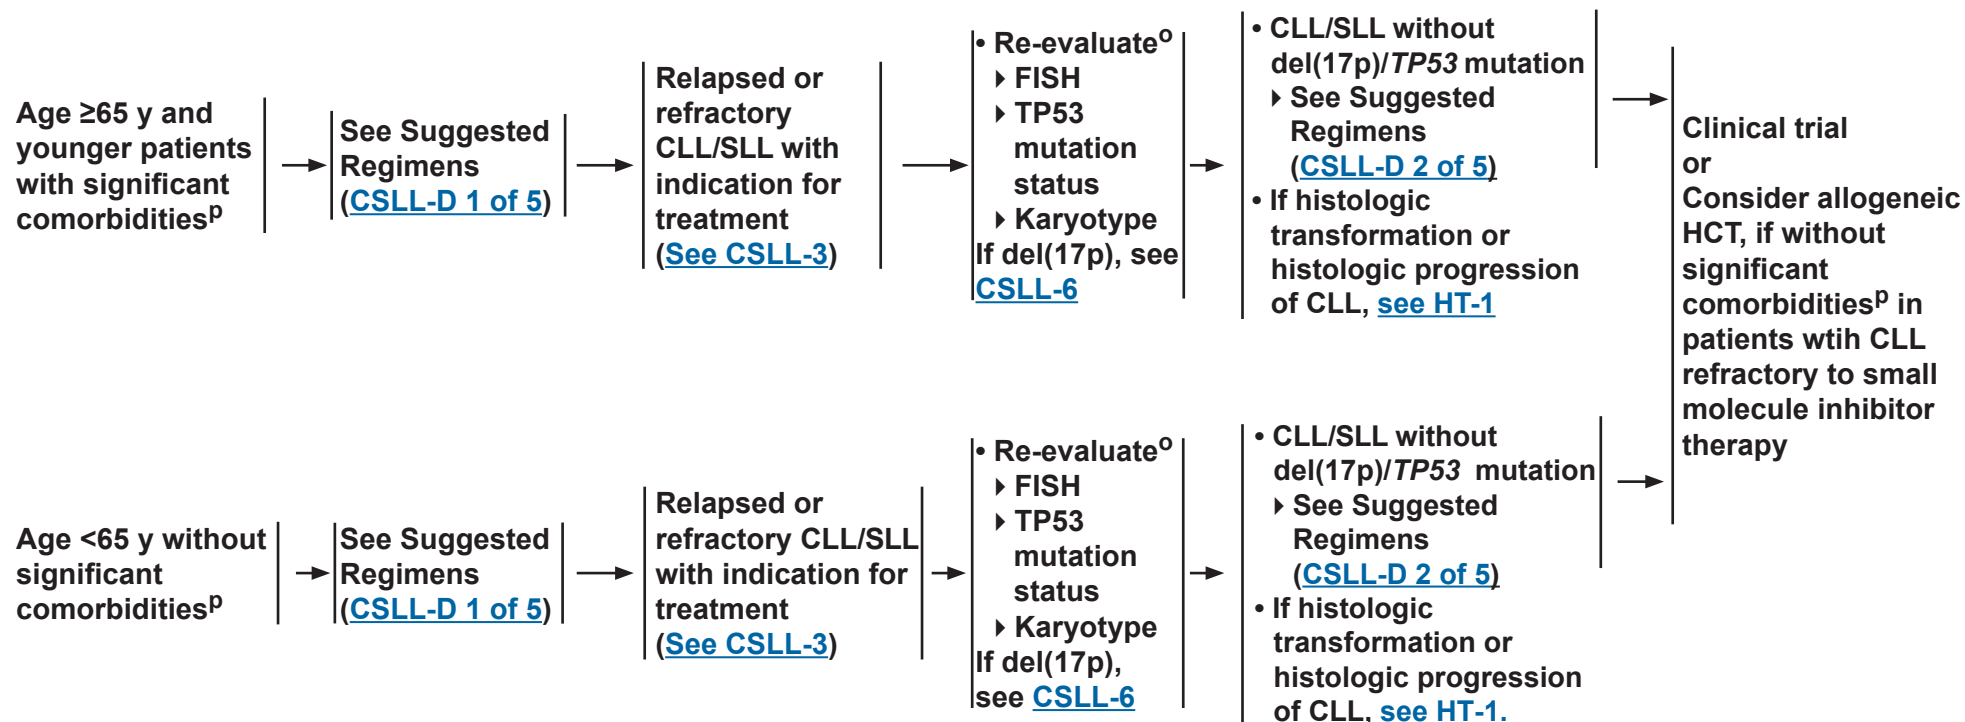 Age ≥65 y and
younger patients
with significant
comorbiditiesᵖ
See Suggested
Regimens
(CSLL-D 1 of 5)
Relapsed or
refractory
CLL/SLL with
indication for
treatment
(See CSLL-3)
• Re-evaluateᵒ
▸ FISH
▸ TP53
mutation
status
▸ Karyotype
If del(17p), see
CSLL-6
• CLL/SLL without
del(17p)/TP53 mutation
▸ See Suggested
Regimens
(CSLL-D 2 of 5)
• If histologic
transformation or
histologic progression
of CLL, see HT-1
Age <65 y without
significant
comorbiditiesᵖ
See Suggested
Regimens
(CSLL-D 1 of 5)
Relapsed or
refractory CLL/SLL
with indication for
treatment
(See CSLL-3)
• Re-evaluateᵒ
▸ FISH
▸ TP53
mutation
status
▸ Karyotype
If del(17p),
see CSLL-6
• CLL/SLL without
del(17p)/TP53 mutation
▸ See Suggested
Regimens
(CSLL-D 2 of 5)
• If histologic
transformation or
histologic progression
of CLL, see HT-1.
Clinical trial
or
Consider allogeneic
HCT, if without
significant
comorbiditiesᵖ in
patients wtih CLL
refractory to small
molecule inhibitor
therapy